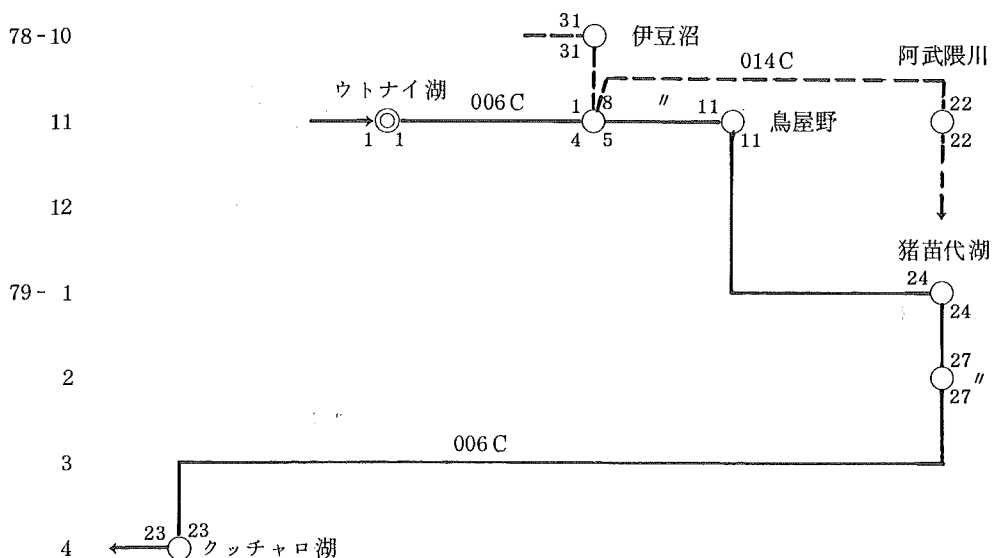 31
78-10 31 伊豆沼
014C 阿武隈川
ウトナイ湖 006C 1 8 〃 11 22
11 1 1 4 5 11 鳥屋野 22
12
猪苗代湖
79- 1 24 24
27
2 27 〃
006C
3
23 23
4 クッチャロ湖